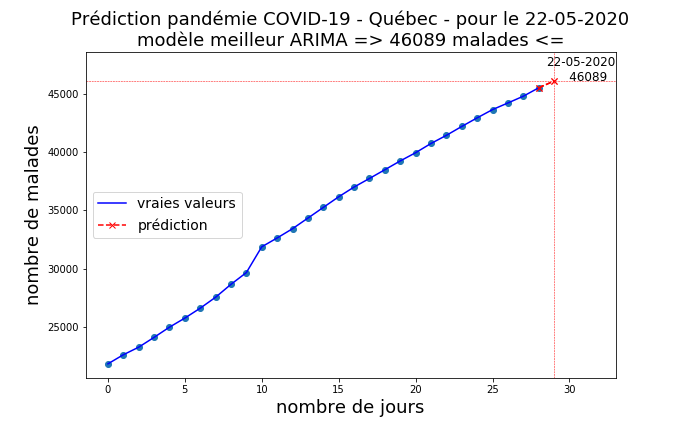 Prédiction pandémie COVID-19 - Québec - pour le 22-05-2020
modèle meilleur ARIMA => 46089 malades <=
22-05-2020
46089
45000
40000
35000
30000
25000
nombre de malades
vraies valeurs
prédiction
0 5 10 15 20 25 30
nombre de jours